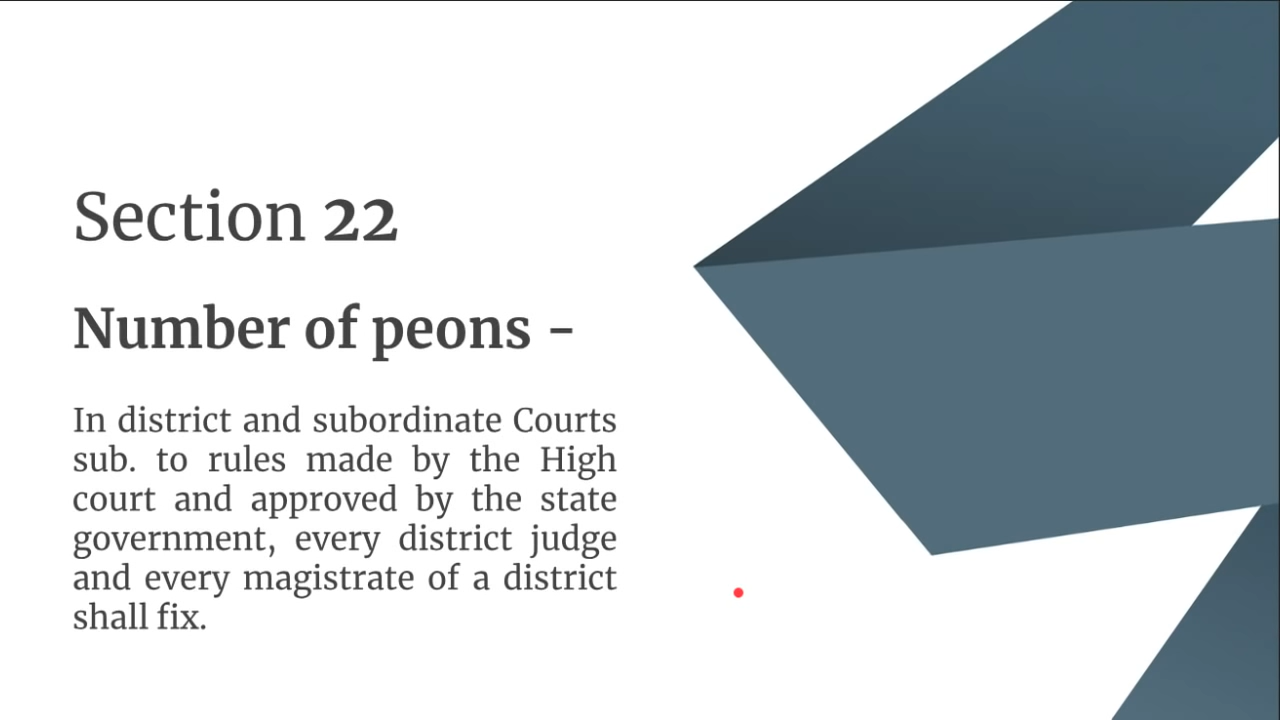 Section 22
Number of peons -
In district and subordinate Courts
sub. to rules made by the High
court and approved by the state
government, every district judge
and every magistrate of a district
shall fix.